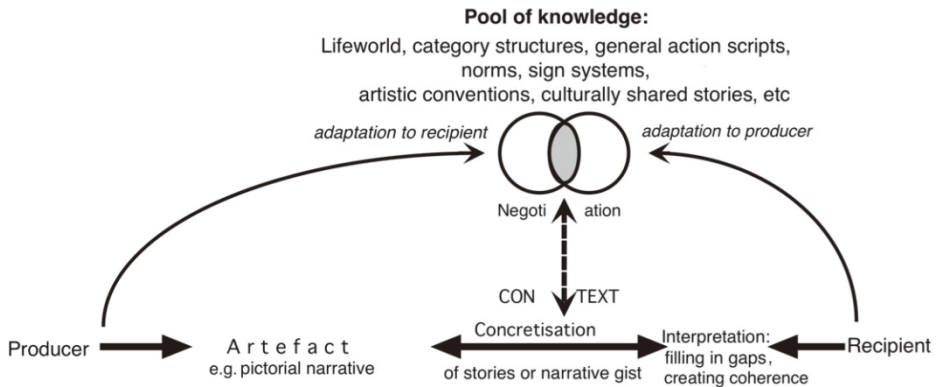 Pool of knowledge:
Lifeworld, category structures, general action scripts,
norms, sign systems,
artistic conventions, culturally shared stories, etc
adaptation to recipient
adaptation to producer
Negoti ation
CON TEXT
Producer
Artefact
e.g. pictorial narrative
Concretisation
of stories or narrative gist
Interpretation:
filling in gaps,
creating coherence
Recipient